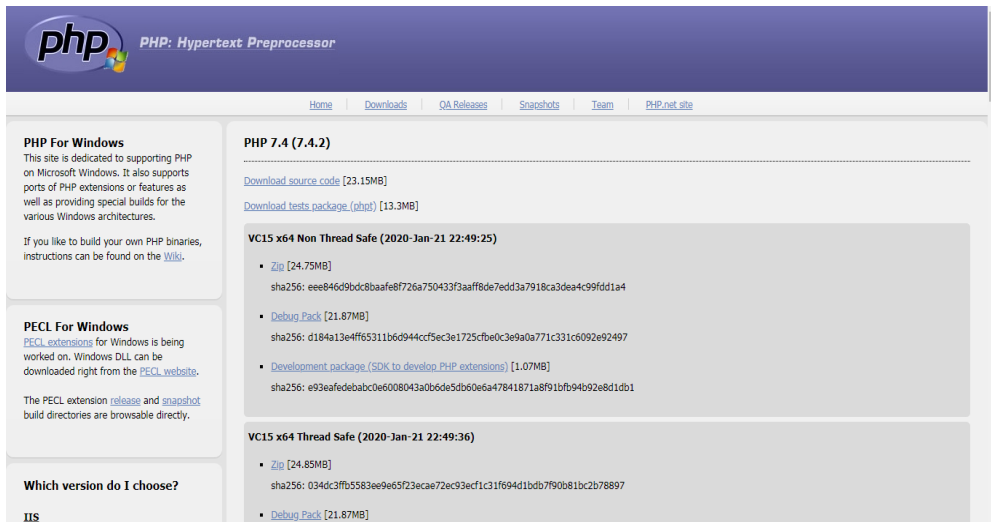 php
PHP: Hypertext Preprocessor
Home
Downloads
QA Releases
Snapshots
Team
PHP.net site
PHP For Windows
This site is dedicated to supporting PHP
on Microsoft Windows. It also supports
ports of PHP extensions or features as
well as providing special builds for the
various Windows architectures.
If you like to build your own PHP binaries,
instructions can be found on the Wiki.
PECL For Windows
PECL extensions for Windows is being
worked on. Windows DLL can be
downloaded right from the PECL website.
The PECL extension release and snapshot
build directories are browsable directly.
Which version do I choose?
IIS
PHP 7.4 (7.4.2)
Download source code [23.15MB]
Download tests package (phpt) [13.3MB]
VC15 x64 Non Thread Safe (2020-Jan-21 22:49:25)
Zip [24.75MB]
sha256: eee846d9bdc8baafe8f726a750433f3aaff8de7edd3a7918ca3dea4c99fdd1a4
Debug Pack [21.87MB]
sha256: d184a13e4ff65311b6d944ccf5ec3e1725cfbe0c3e9a0a771c331c6092e92497
Development package (SDK to develop PHP extensions) [1.07MB]
sha256: e93eafedebabc0e6008043a0b6de5db60e6a47841871a8f91bfb94b92e8d1db1
VC15 x64 Thread Safe (2020-Jan-21 22:49:36)
Zip [24.85MB]
sha256: 034dc3ffb5583ee9e65f23ecae72ec93ecf1c31f694d1bdb7f90b81bc2b78897
Debug Pack [21.87MB]